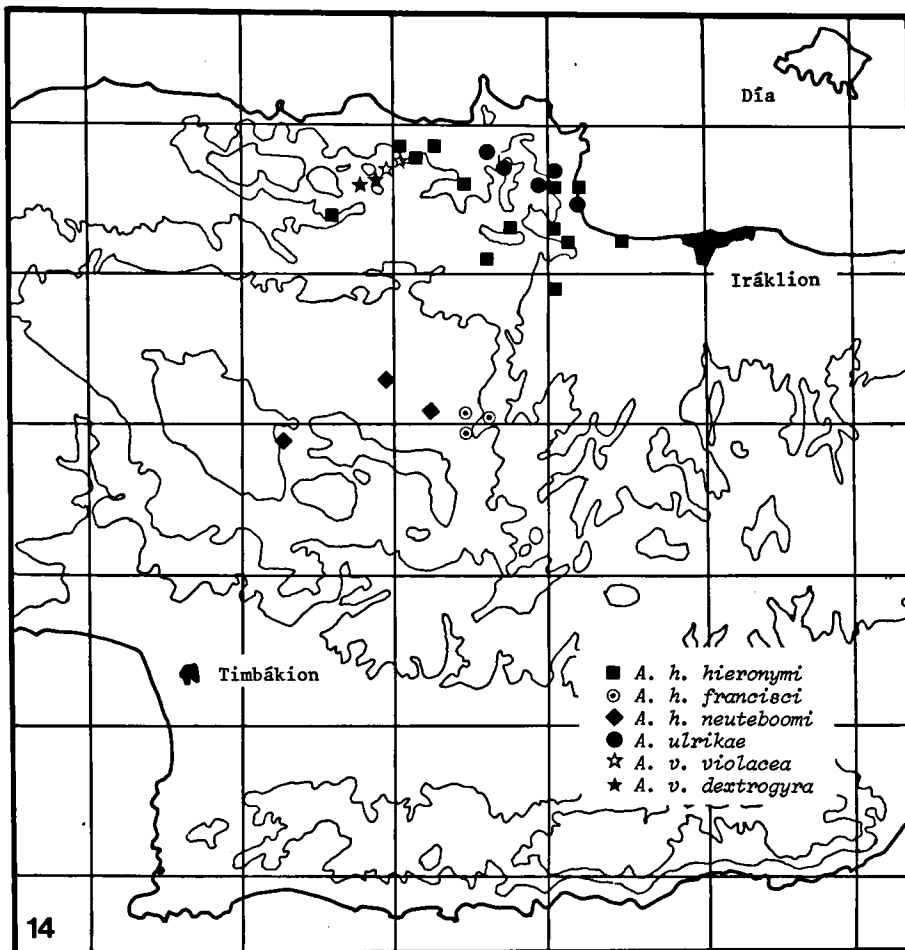 Día
Iráklion
Timbákion
A. h. hieronymi
A. h. francisci
A. h. neuteboomi
A. ulrikae
A. v. violacea
A. v. dextrogyra
14